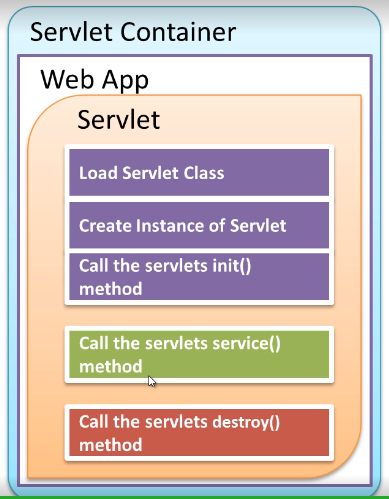 Servlet Container
Web App
Servlet
Load Servlet Class
Create Instance of Servlet
Call the servlets init()
method
Call the servlets service()
method
Call the servlets destroy()
method